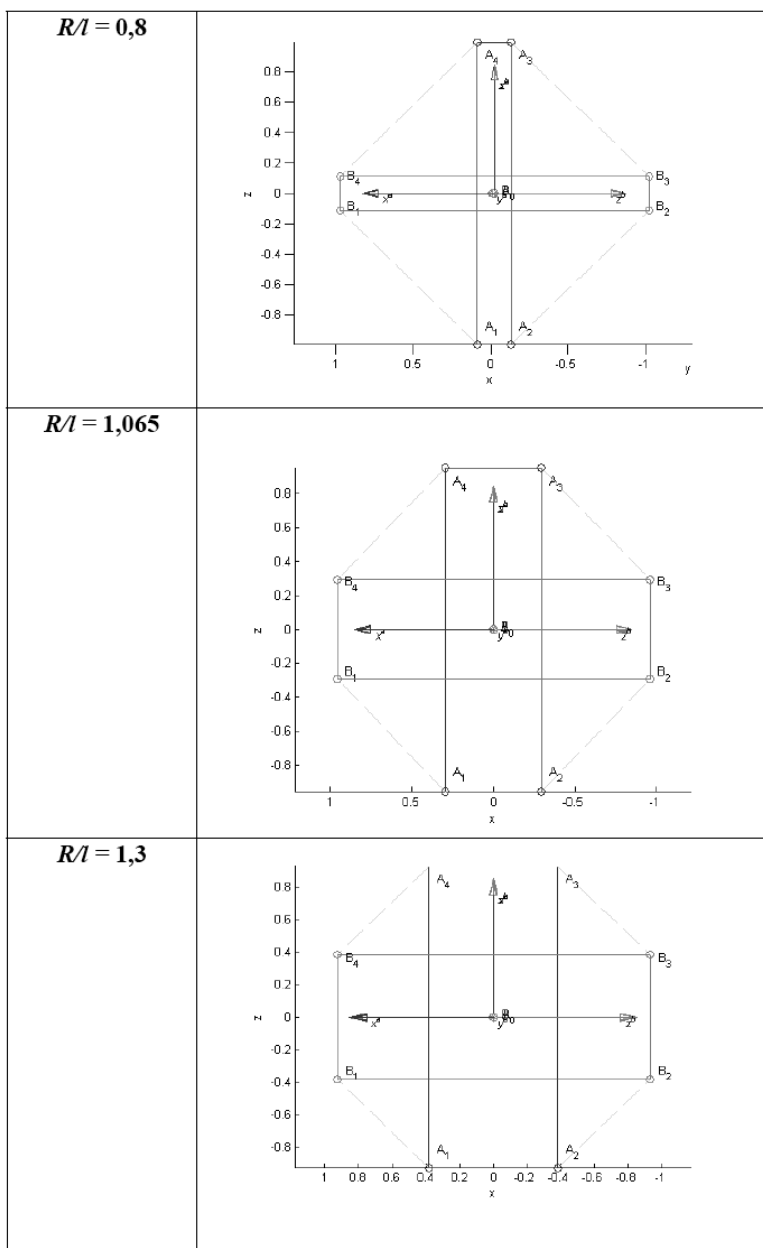 R/l = 0,8
A₄ A₃
0.8
0.6
0.4
0.2
0
-0.2
-0.4
-0.6
-0.8
z
B₄ B₃
B₁ B₂
A₁ A₂
1 0.5 0 -0.5 -1
x y
R/l = 1,065
A₄ A₃
0.8
0.6
0.4
0.2
0
-0.2
-0.4
-0.6
-0.8
z
B₄ B₃
B₁ B₂
A₁ A₂
1 0.5 0 -0.5 -1
x
R/l = 1,3
A₄ A₃
0.8
0.6
0.4
0.2
0
-0.2
-0.4
-0.6
-0.8
z
B₄ B₃
B₁ B₂
A₁ A₂
1 0.8 0.6 0.4 0.2 0 -0.2 -0.4 -0.6 -0.8 -1
x